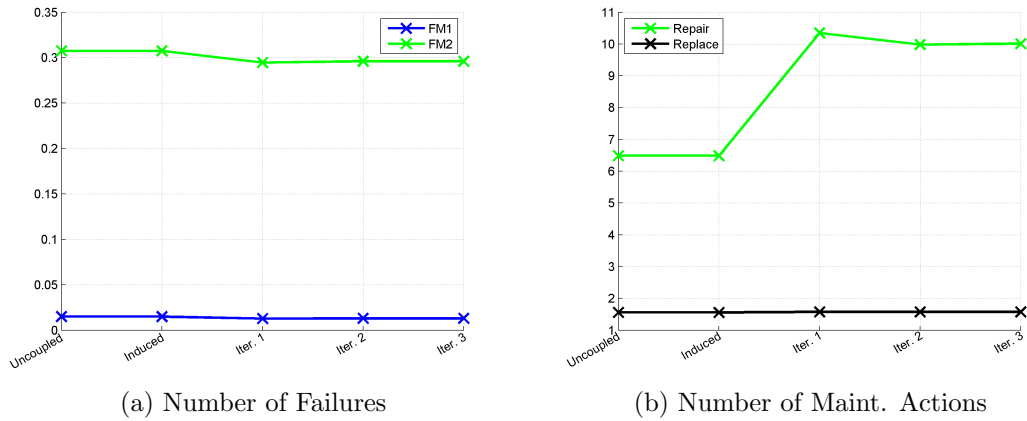 0.35
0.3
0.25
0.2
0.15
0.1
0.05
0
FM1
FM2
Uncoupled
Induced
Iter. 1
Iter. 2
Iter. 3
(a) Number of Failures
11
10
9
8
7
6
5
4
3
2
1
Repair
Replace
Uncoupled
Induced
Iter. 1
Iter. 2
Iter. 3
(b) Number of Maint. Actions